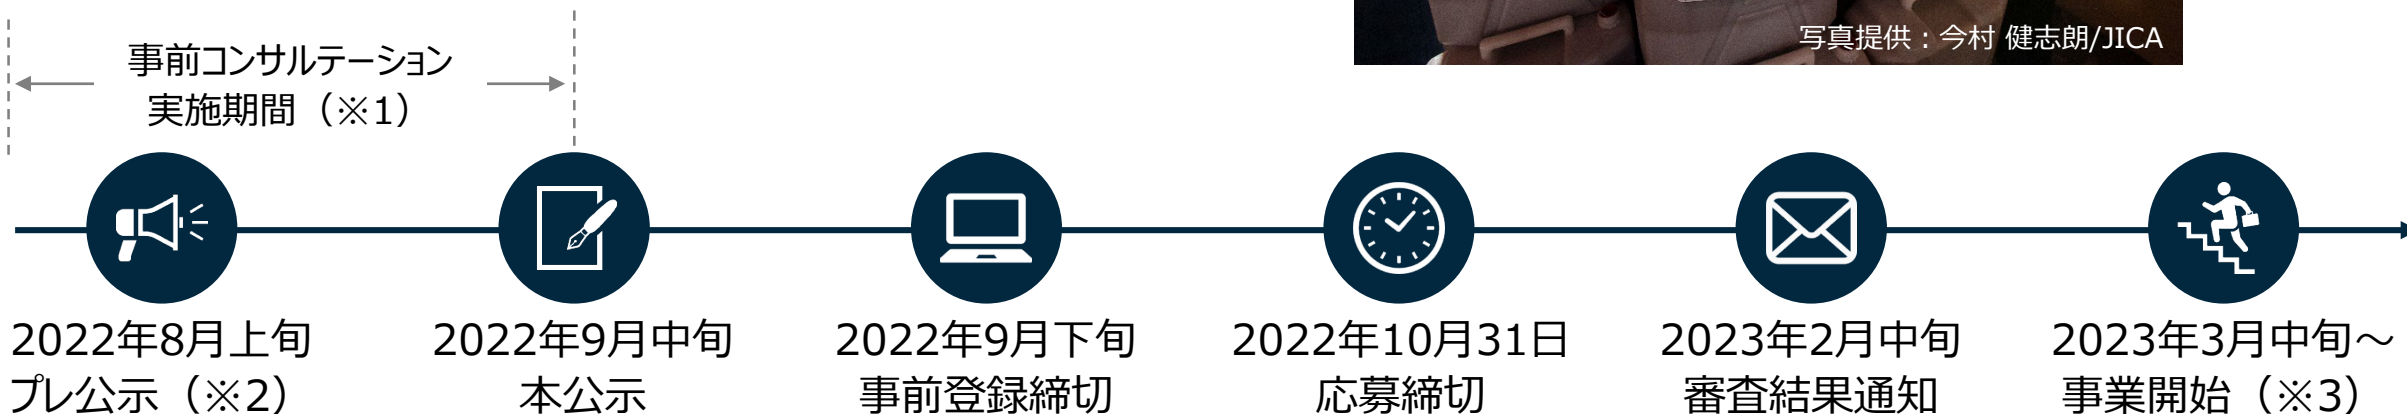 写真提供：今村 健志朗/JICA
事前コンサルテーション
実施期間（※1）
2022年8月上旬
プレ公示（※2）
2022年9月中旬
本公示
2022年9月下旬
事前登録締切
2022年10月31日
応募締切
2023年2月中旬
審査結果通知
2023年3月中旬～
事業開始（※3）